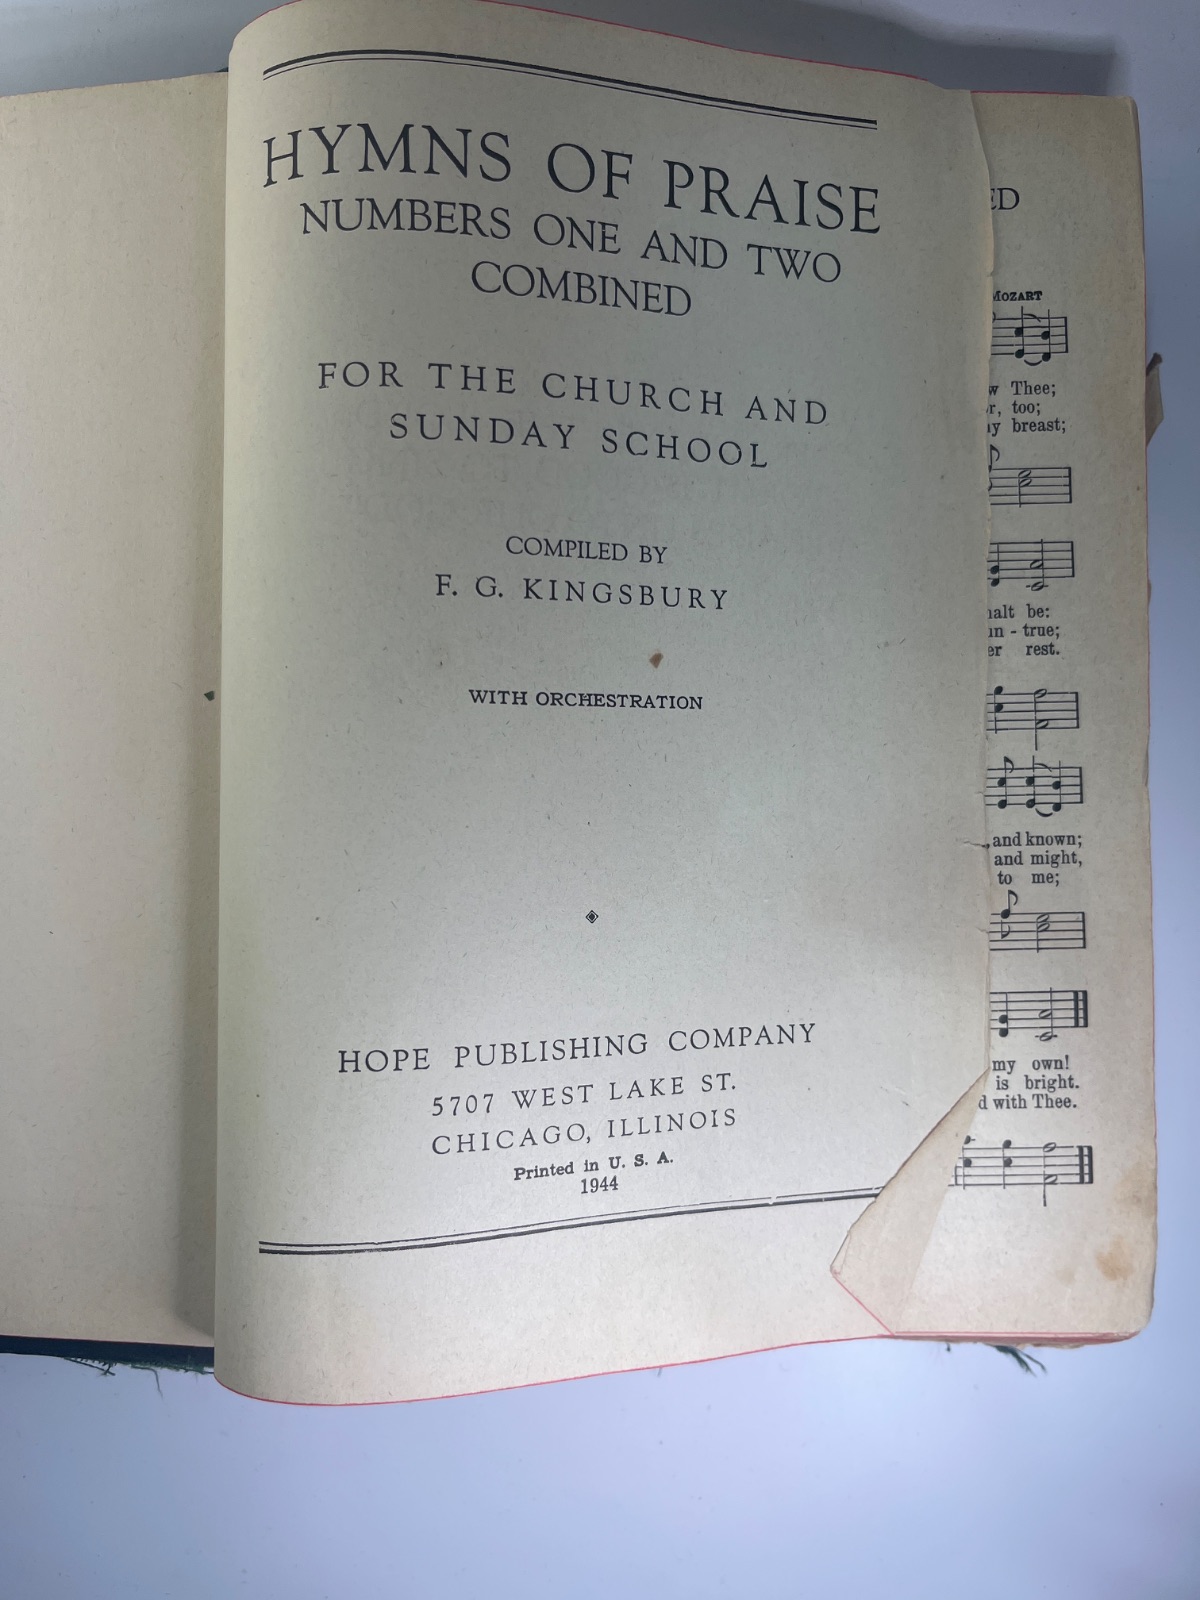 HYMNS OF PRAISE
NUMBERS ONE AND TWO
COMBINED
FOR THE CHURCH AND
SUNDAY SCHOOL
COMPILED BY
F. G. KINGSBURY
WITH ORCHESTRATION
HOPE PUBLISHING COMPANY
5707 WEST LAKE ST.
CHICAGO, ILLINOIS
Printed in U. S. A.
1944
MOZART
Thee;
too;
breast;
be:
true;
rest.
and known;
and might,
to me;
my own!
is bright.
with Thee.